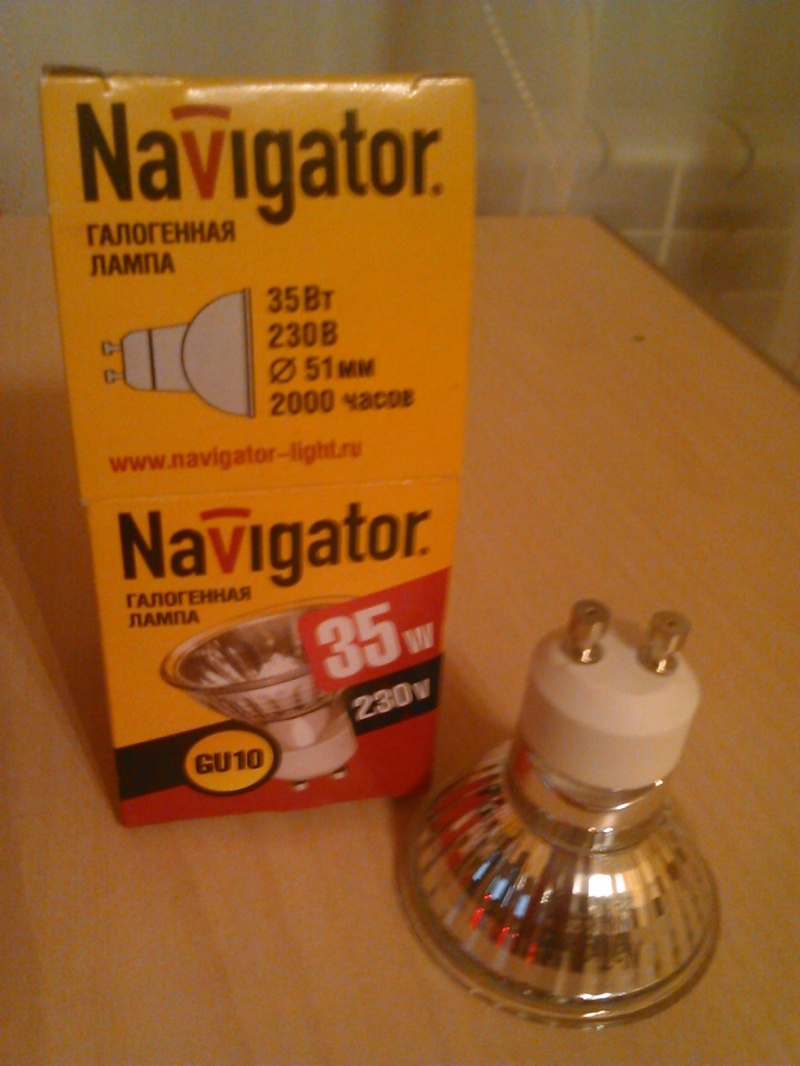 Navigator.
ГАЛОГЕННАЯ
ЛАМПА
35Вт
230В
Ø 51мм
2000 часов
www.navigator-light.ru
Navigator.
ГАЛОГЕННАЯ
ЛАМПА
35W
230V
GU10